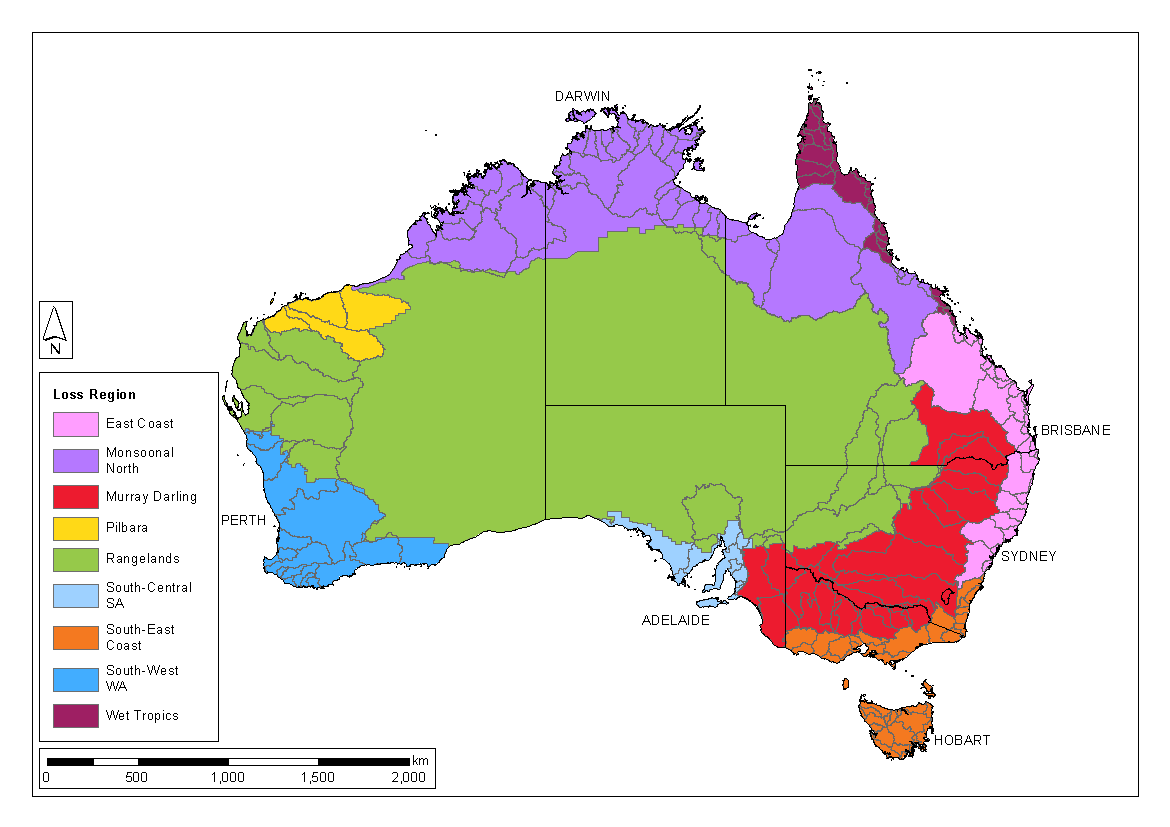 DARWIN
N
BRISBANE
PERTH
SYDNEY
ADELAIDE
HOBART
Loss Region
East Coast
Monsoonal
North
Murray Darling
Pilbara
Rangelands
South-Central
SA
South-East
Coast
South-West
WA
Wet Tropics
km
0 500 1,000 1,500 2,000